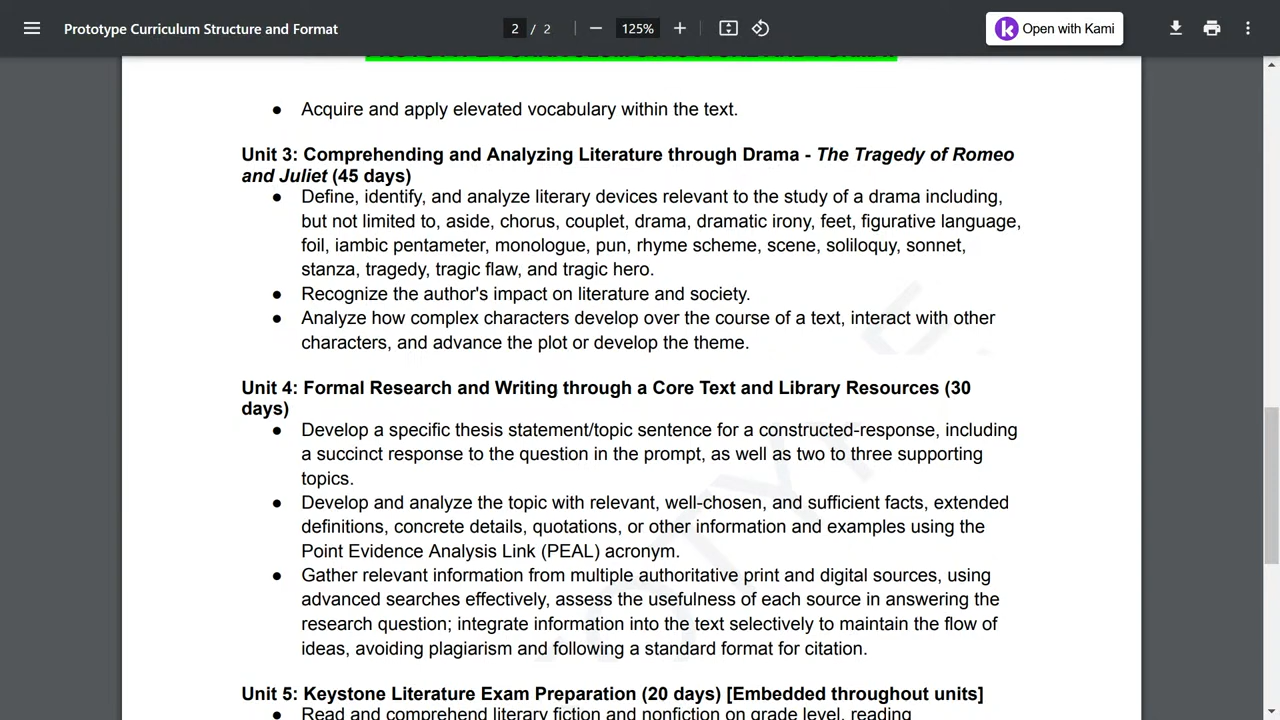 Prototype Curriculum Structure and Format
2 / 2
125%
Open with Kami
● Acquire and apply elevated vocabulary within the text.
Unit 3: Comprehending and Analyzing Literature through Drama - The Tragedy of Romeo
and Juliet (45 days)
● Define, identify, and analyze literary devices relevant to the study of a drama including,
but not limited to, aside, chorus, couplet, drama, dramatic irony, feet, figurative language,
foil, iambic pentameter, monologue, pun, rhyme scheme, scene, soliloquy, sonnet,
stanza, tragedy, tragic flaw, and tragic hero.
● Recognize the author's impact on literature and society.
● Analyze how complex characters develop over the course of a text, interact with other
characters, and advance the plot or develop the theme.
Unit 4: Formal Research and Writing through a Core Text and Library Resources (30
days)
● Develop a specific thesis statement/topic sentence for a constructed-response, including
a succinct response to the question in the prompt, as well as two to three supporting
topics.
● Develop and analyze the topic with relevant, well-chosen, and sufficient facts, extended
definitions, concrete details, quotations, or other information and examples using the
Point Evidence Analysis Link (PEAL) acronym.
● Gather relevant information from multiple authoritative print and digital sources, using
advanced searches effectively, assess the usefulness of each source in answering the
research question; integrate information into the text selectively to maintain the flow of
ideas, avoiding plagiarism and following a standard format for citation.
Unit 5: Keystone Literature Exam Preparation (20 days) [Embedded throughout units]
● Read and comprehend literary fiction and nonfiction on grade level, reading